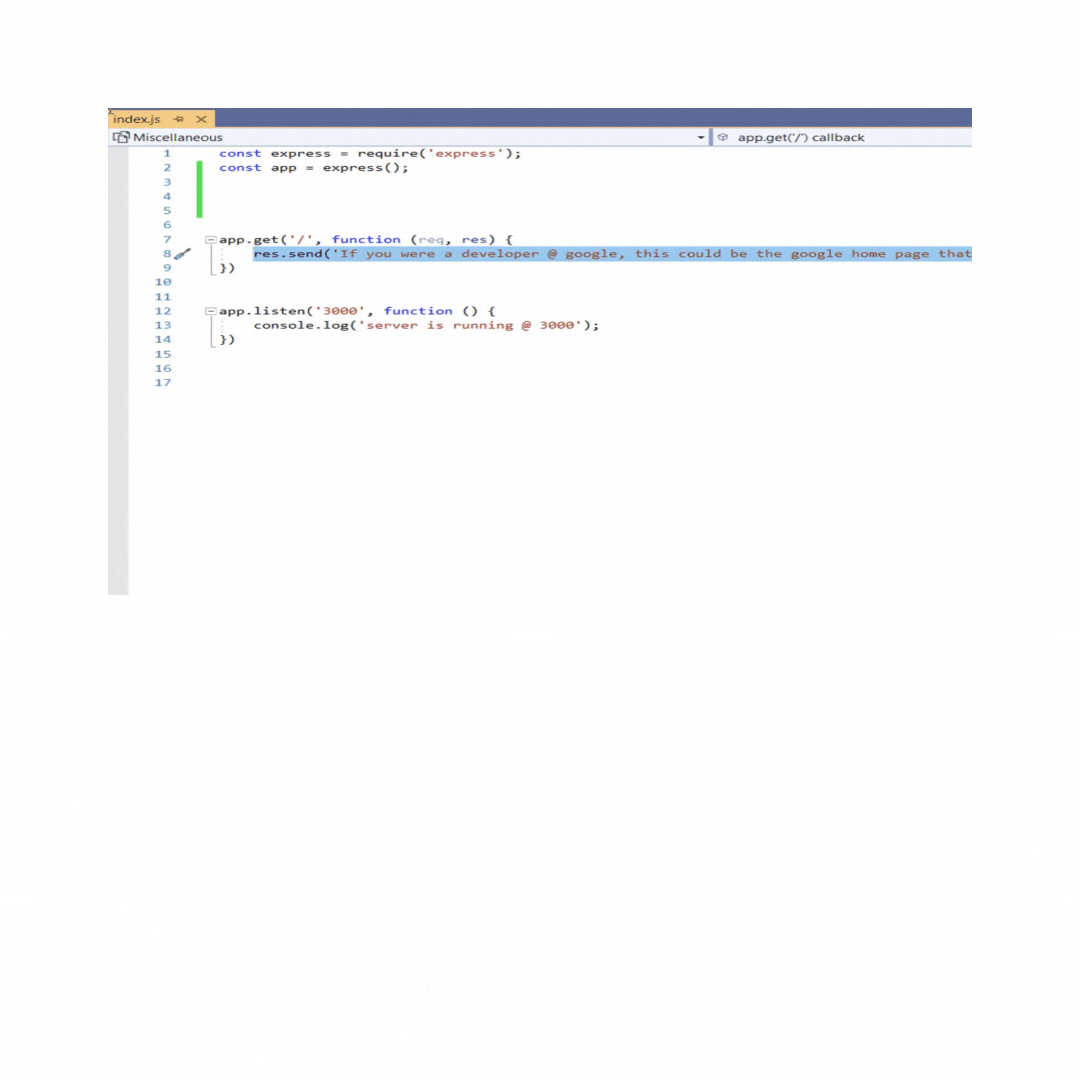 index.js
Miscellaneous
app.get('/') callback
1 const express = require('express');
2 const app = express();
3
4
5
6
7 app.get('/', function (req, res) {
8 res.send('If you were a developer @ google, this could be the google home page that
9 })
10
11
12 app.listen('3000', function () {
13 console.log('server is running @ 3000');
14 })
15
16
17